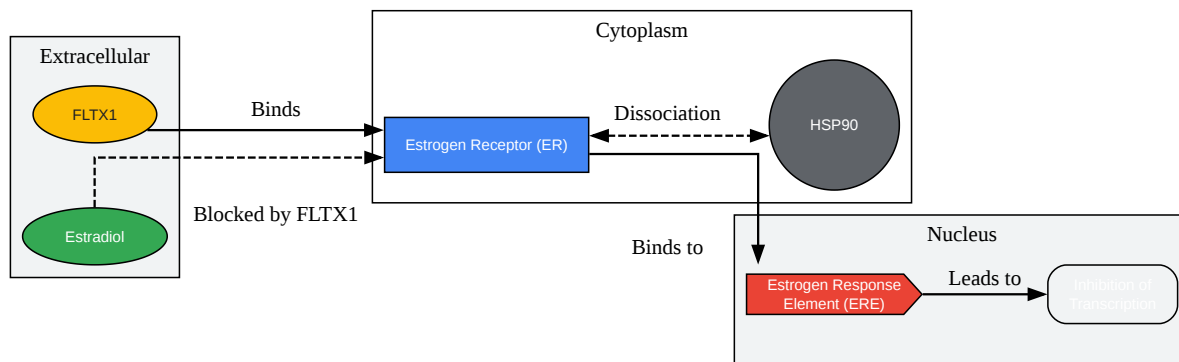 Cytoplasm
Extracellular
FLTX1
Binds
Dissociation
HSP90
Estrogen Receptor (ER)
Blocked by FLTX1
Estradiol
Nucleus
Binds to
Estrogen Response
Element (ERE)
Leads to
Inhibition of
Transcription